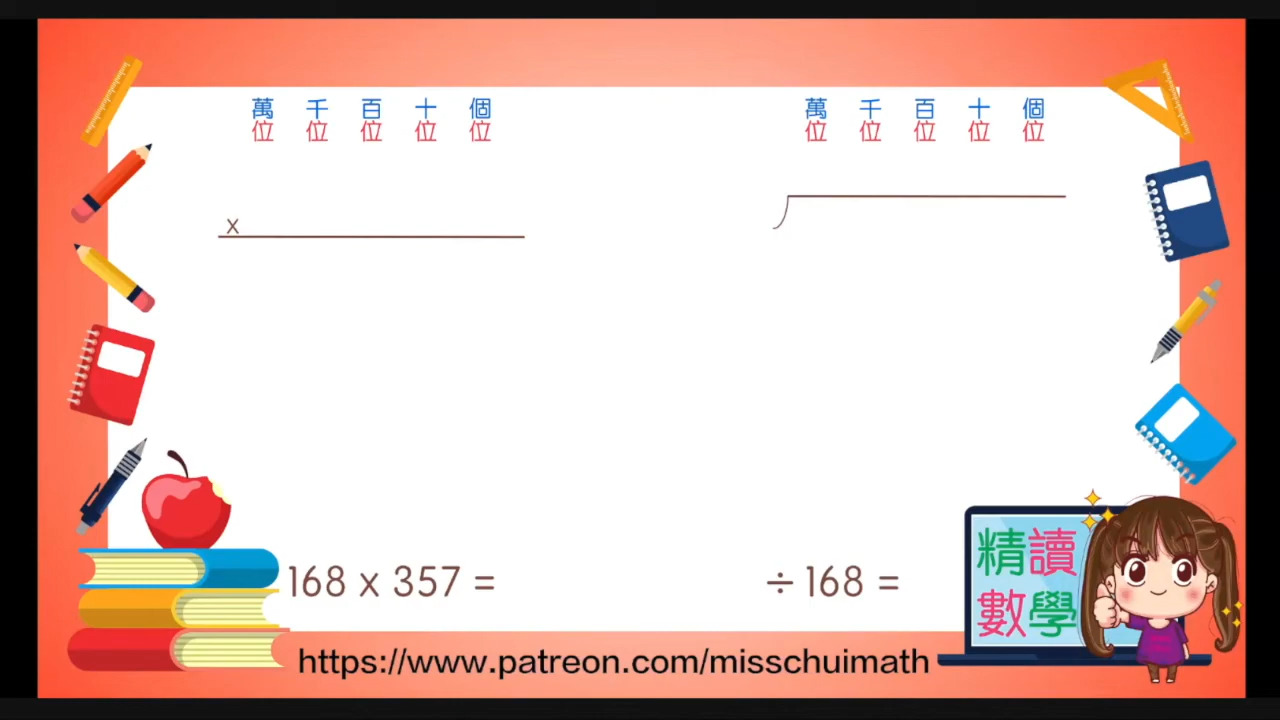 萬 千 百 十 個
位 位 位 位 位
萬 千 百 十 個
位 位 位 位 位
x
168 x 357 =
÷ 168 =
精讀
數學
https://www.patreon.com/misschuimath